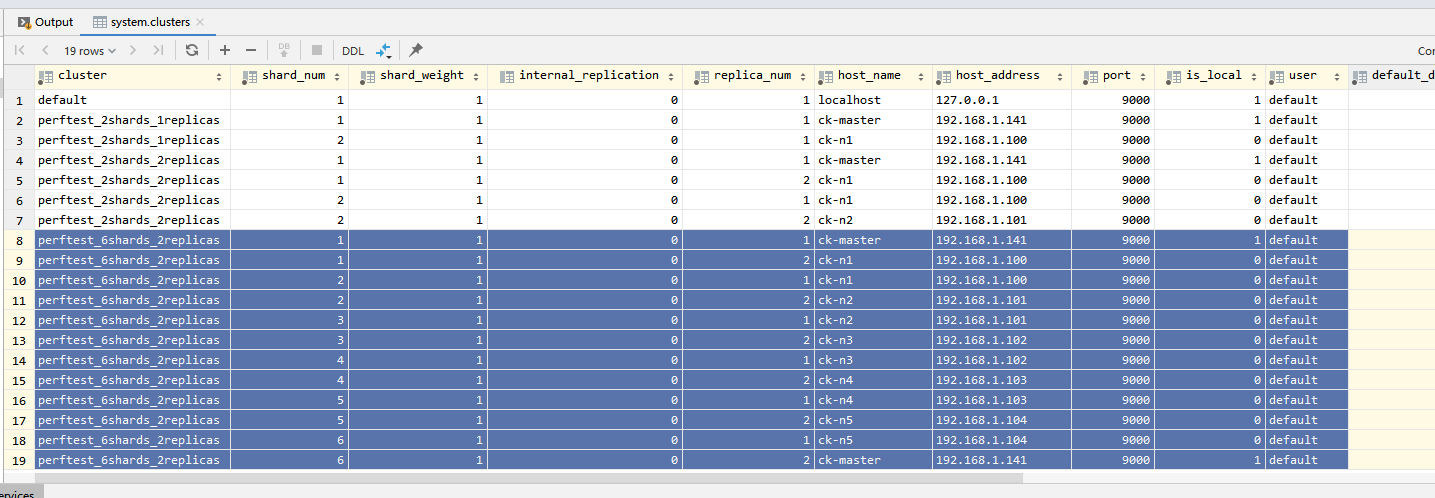 Output system.clusters
19 rows DB DDL Cor
cluster shard_num shard_weight internal_replication replica_num host_name host_address port is_local user default_d
1 default 1 1 0 1 localhost 127.0.0.1 9000 1 default
2 perftest_2shards_1replicas 1 1 0 1 ck-master 192.168.1.141 9000 1 default
3 perftest_2shards_1replicas 2 1 0 1 ck-n1 192.168.1.100 9000 0 default
4 perftest_2shards_2replicas 1 1 0 1 ck-master 192.168.1.141 9000 1 default
5 perftest_2shards_2replicas 1 1 0 2 ck-n1 192.168.1.100 9000 0 default
6 perftest_2shards_2replicas 2 1 0 1 ck-n1 192.168.1.100 9000 0 default
7 perftest_2shards_2replicas 2 1 0 2 ck-n2 192.168.1.101 9000 0 default
8 perftest_6shards_2replicas 1 1 0 1 ck-master 192.168.1.141 9000 1 default
9 perftest_6shards_2replicas 1 1 0 2 ck-n1 192.168.1.100 9000 0 default
10 perftest_6shards_2replicas 2 1 0 1 ck-n1 192.168.1.100 9000 0 default
11 perftest_6shards_2replicas 2 1 0 2 ck-n2 192.168.1.101 9000 0 default
12 perftest_6shards_2replicas 3 1 0 1 ck-n2 192.168.1.101 9000 0 default
13 perftest_6shards_2replicas 3 1 0 2 ck-n3 192.168.1.102 9000 0 default
14 perftest_6shards_2replicas 4 1 0 1 ck-n3 192.168.1.102 9000 0 default
15 perftest_6shards_2replicas 4 1 0 2 ck-n4 192.168.1.103 9000 0 default
16 perftest_6shards_2replicas 5 1 0 1 ck-n4 192.168.1.103 9000 0 default
17 perftest_6shards_2replicas 5 1 0 2 ck-n5 192.168.1.104 9000 0 default
18 perftest_6shards_2replicas 6 1 0 1 ck-n5 192.168.1.104 9000 0 default
19 perftest_6shards_2replicas 6 1 0 2 ck-master 192.168.1.141 9000 1 default
ervices